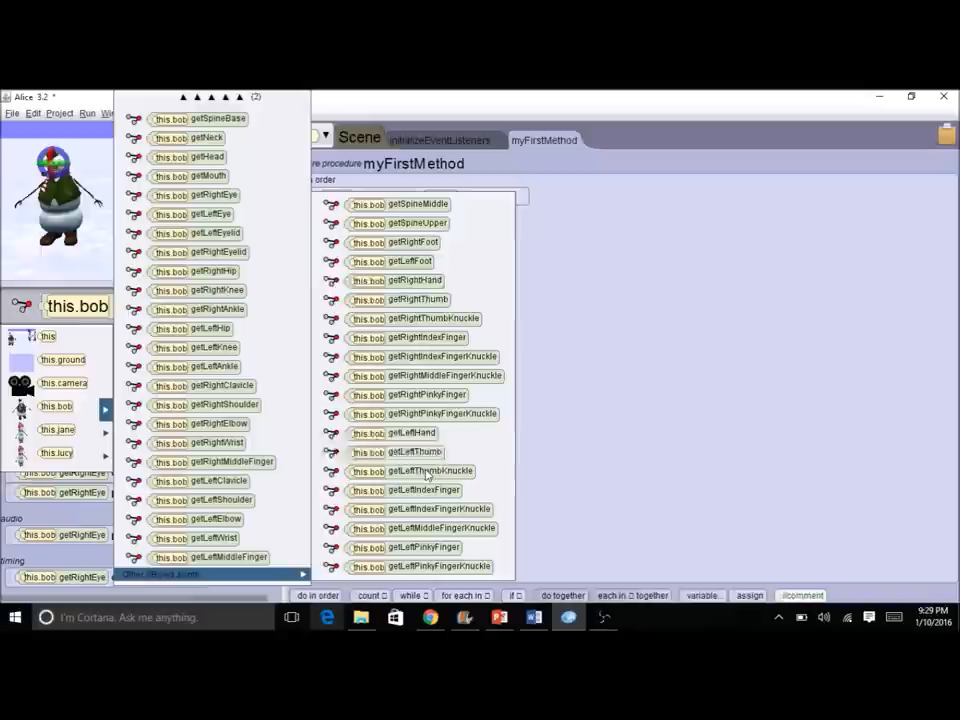 Alice 3.2 *
File Edit Project Run
(2)
this.bob getSpineBase
this.bob getNeck
this.bob getHead
this.bob getMouth
this.bob getRightEye
this.bob getLeftEye
this.bob getLeftEyelid
this.bob getRightEyelid
this.bob getRightHip
this.bob getRightKnee
this.bob getRightAnkle
this.bob getLeftHip
this.bob getLeftKnee
this.bob getLeftAnkle
this.bob getRightClavicle
this.bob getRightShoulder
this.bob getRightElbow
this.bob getRightWrist
this.bob getRightMiddleFinger
this.bob getLeftClavicle
this.bob getLeftShoulder
this.bob getLeftElbow
this.bob getLeftWrist
this.bob getLeftMiddleFinger
Scene initializeEventListeners myFirstMethod
procedure myFirstMethod
order
this.bob getSpineMiddle
this.bob getSpineUpper
this.bob getRightFoot
this.bob getLeftFoot
this.bob getRightHand
this.bob getRightThumb
this.bob getRightThumbKnuckle
this.bob getRightIndexFinger
this.bob getRightIndexFingerKnuckle
this.bob getRightMiddleFingerKnuckle
this.bob getRightPinkyFinger
this.bob getRightPinkyFingerKnuckle
this.bob getLeftHand
this.bob getLeftThumb
this.bob getLeftThumbKnuckle
this.bob getLeftIndexFinger
this.bob getLeftIndexFingerKnuckle
this.bob getLeftMiddleFingerKnuckle
this.bob getLeftPinkyFinger
this.bob getLeftPinkyFingerKnuckle
this.bob
this
this.ground
this.camera
this.bob
this.jane
this.lucy
this.bob getRightEye
this.bob getRightEye
audio
this.bob getRightEye
timing
this.bob getRightEye
do in order count while for each in if do together each in together variable... assign //comment
I'm Cortana. Ask me anything.
9:29 PM
1/10/2016